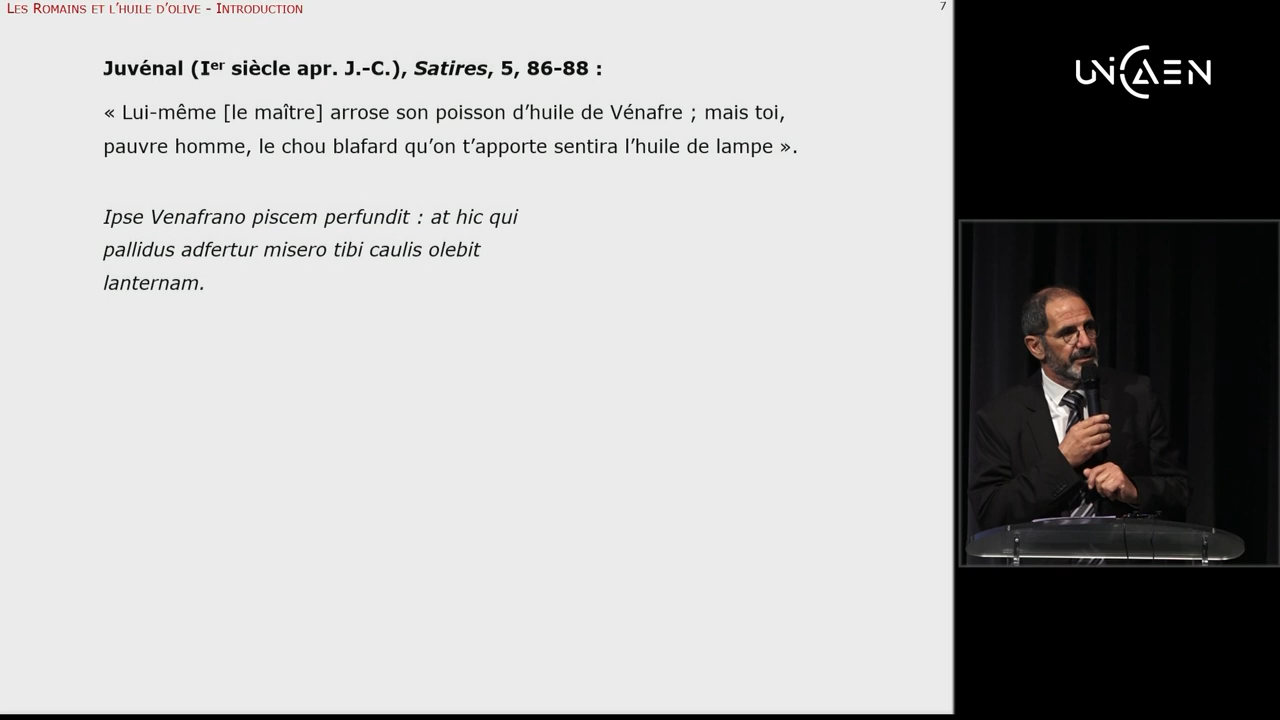 Les Romains et l’huile d’olive - Introduction
7
Juvénal (Ier siècle apr. J.-C.), Satires, 5, 86-88 :
« Lui-même [le maître] arrose son poisson d’huile de Vénafre ; mais toi,
pauvre homme, le chou blafard qu’on t’apporte sentira l’huile de lampe ».
Ipse Venafrano piscem perfundit : at hic qui
pallidus adfertur misero tibi caulis olebit
lanternam.
UNICAEN